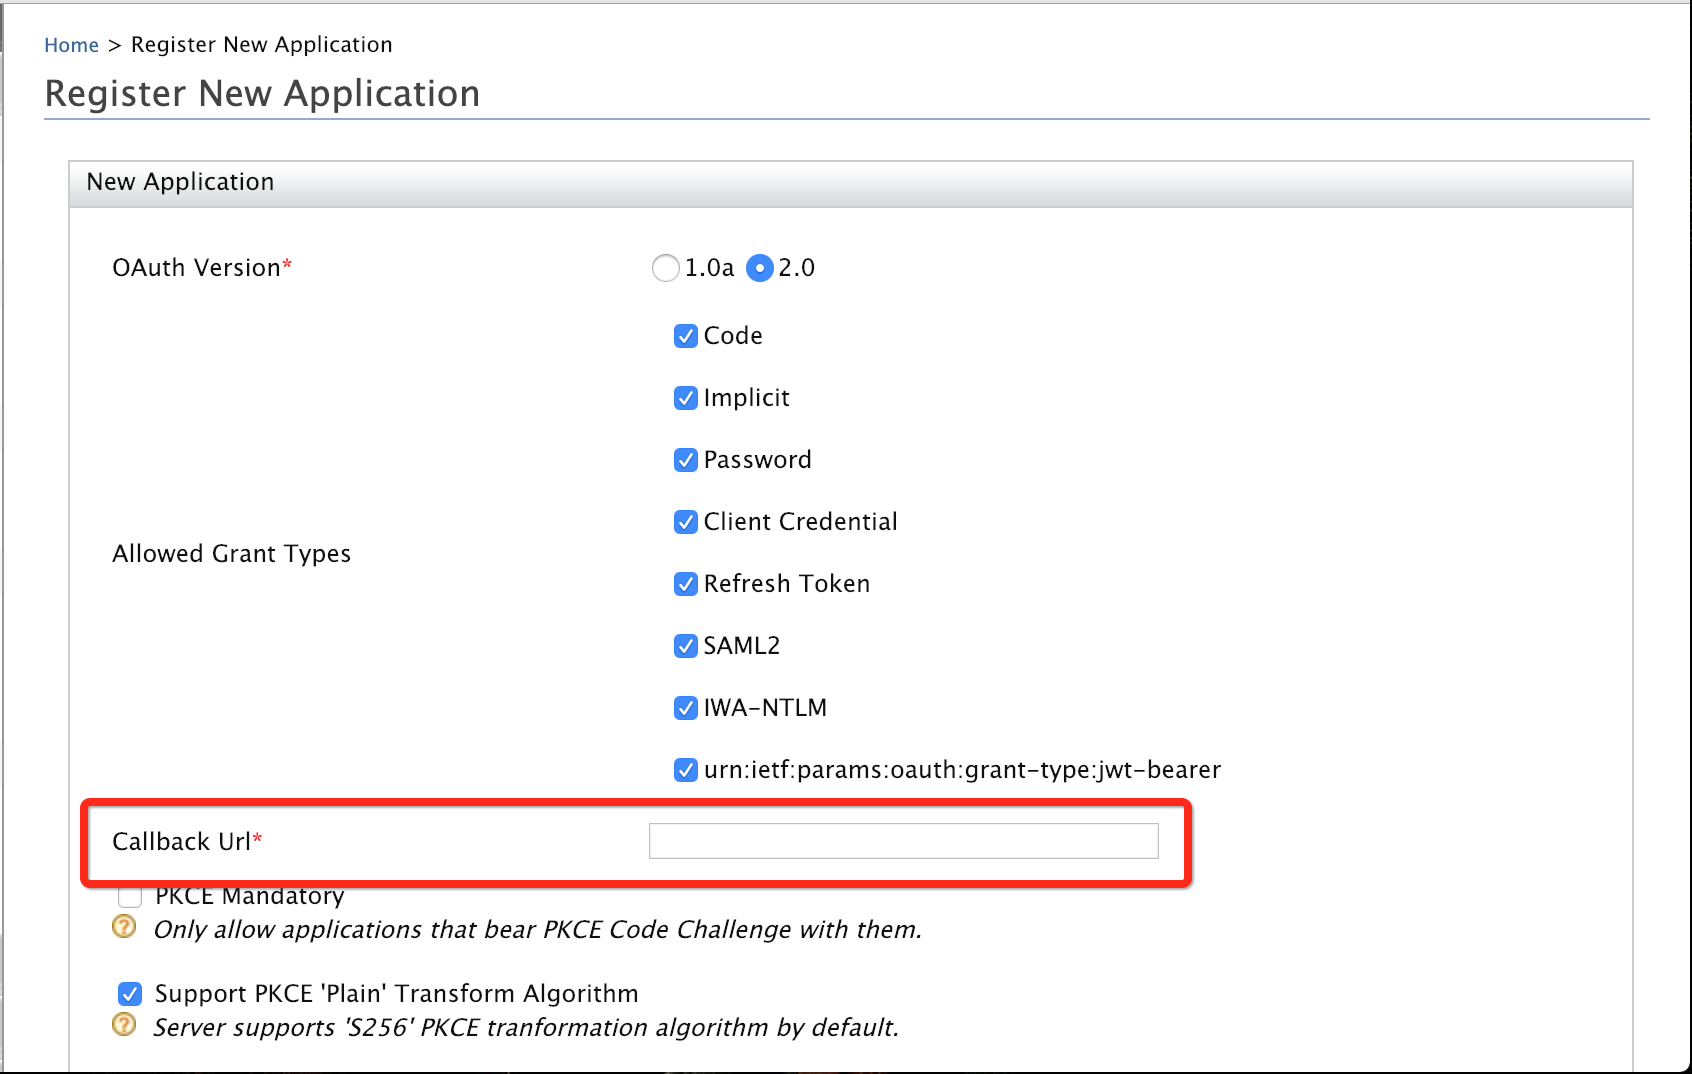 Home > Register New Application
Register New Application
New Application
OAuth Version* 1.0a 2.0
Code
Implicit
Password
Client Credential
Allowed Grant Types
Refresh Token
SAML2
IWA-NTLM
urn:ietf:params:oauth:grant-type:jwt-bearer
Callback Url*
PKCE Mandatory
? Only allow applications that bear PKCE Code Challenge with them.
Support PKCE 'Plain' Transform Algorithm
? Server supports 'S256' PKCE tranformation algorithm by default.